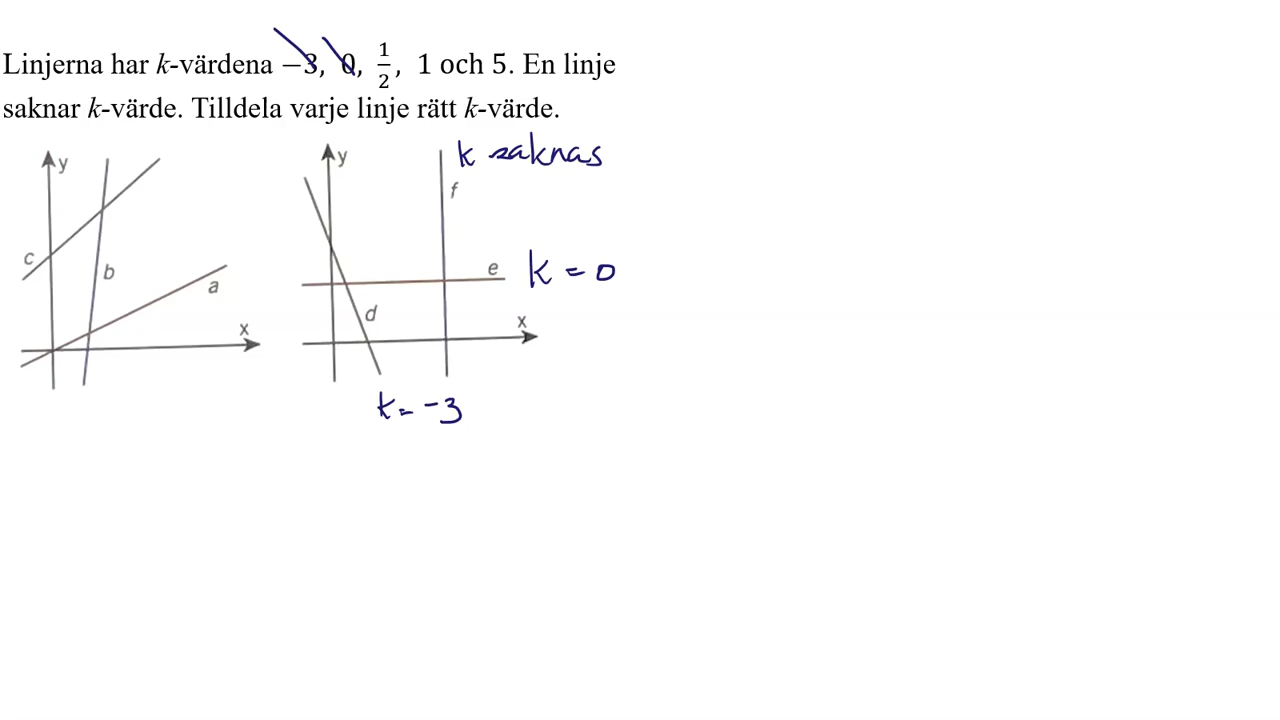 Linjerna har k-värdena −3, 0, 1/2, 1 och 5. En linje
saknar k-värde. Tilldela varje linje rätt k-värde.
y
c
b
a
x
y
k saknas
f
e
k = 0
d
x
k = -3